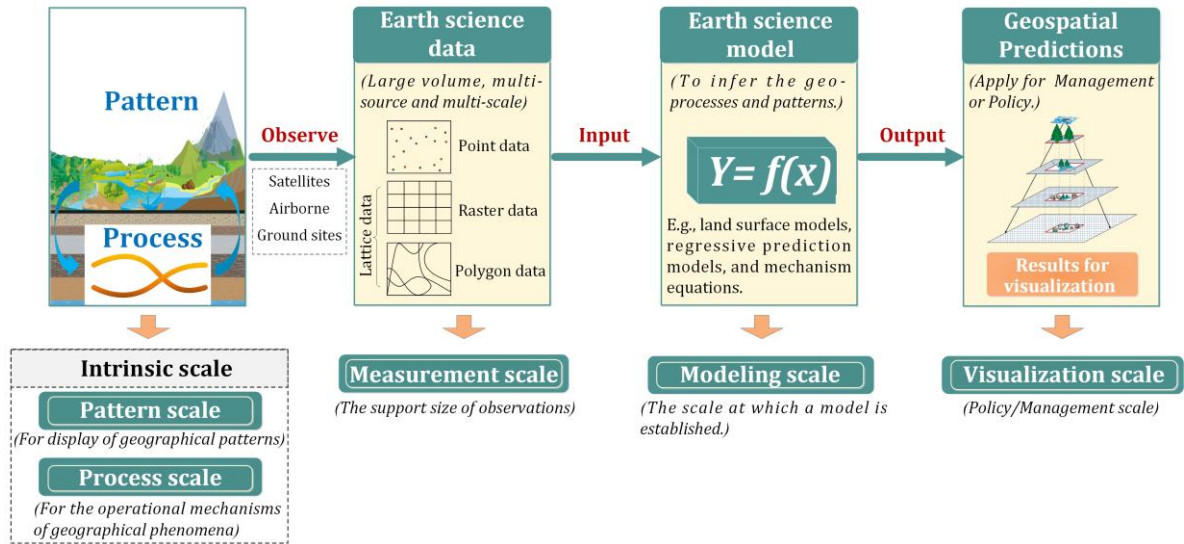 Pattern
Process
Observe
Satellites
Airborne
Ground sites
Earth science
data
(Large volume, multi-
source and multi-scale)
Point data
Lattice data
Raster data
Polygon data
Input
Earth science
model
(To infer the geo-
processes and patterns.)
Y= f(x)
E.g., land surface models,
regressive prediction
models, and mechanism
equations.
Output
Geospatial
Predictions
(Apply for Management
or Policy.)
Results for
visualization
Intrinsic scale
Pattern scale
(For display of geographical patterns)
Process scale
(For the operational mechanisms
of geographical phenomena)
Measurement scale
(The support size of observations)
Modeling scale
(The scale at which a model is
established.)
Visualization scale
(Policy/Management scale)